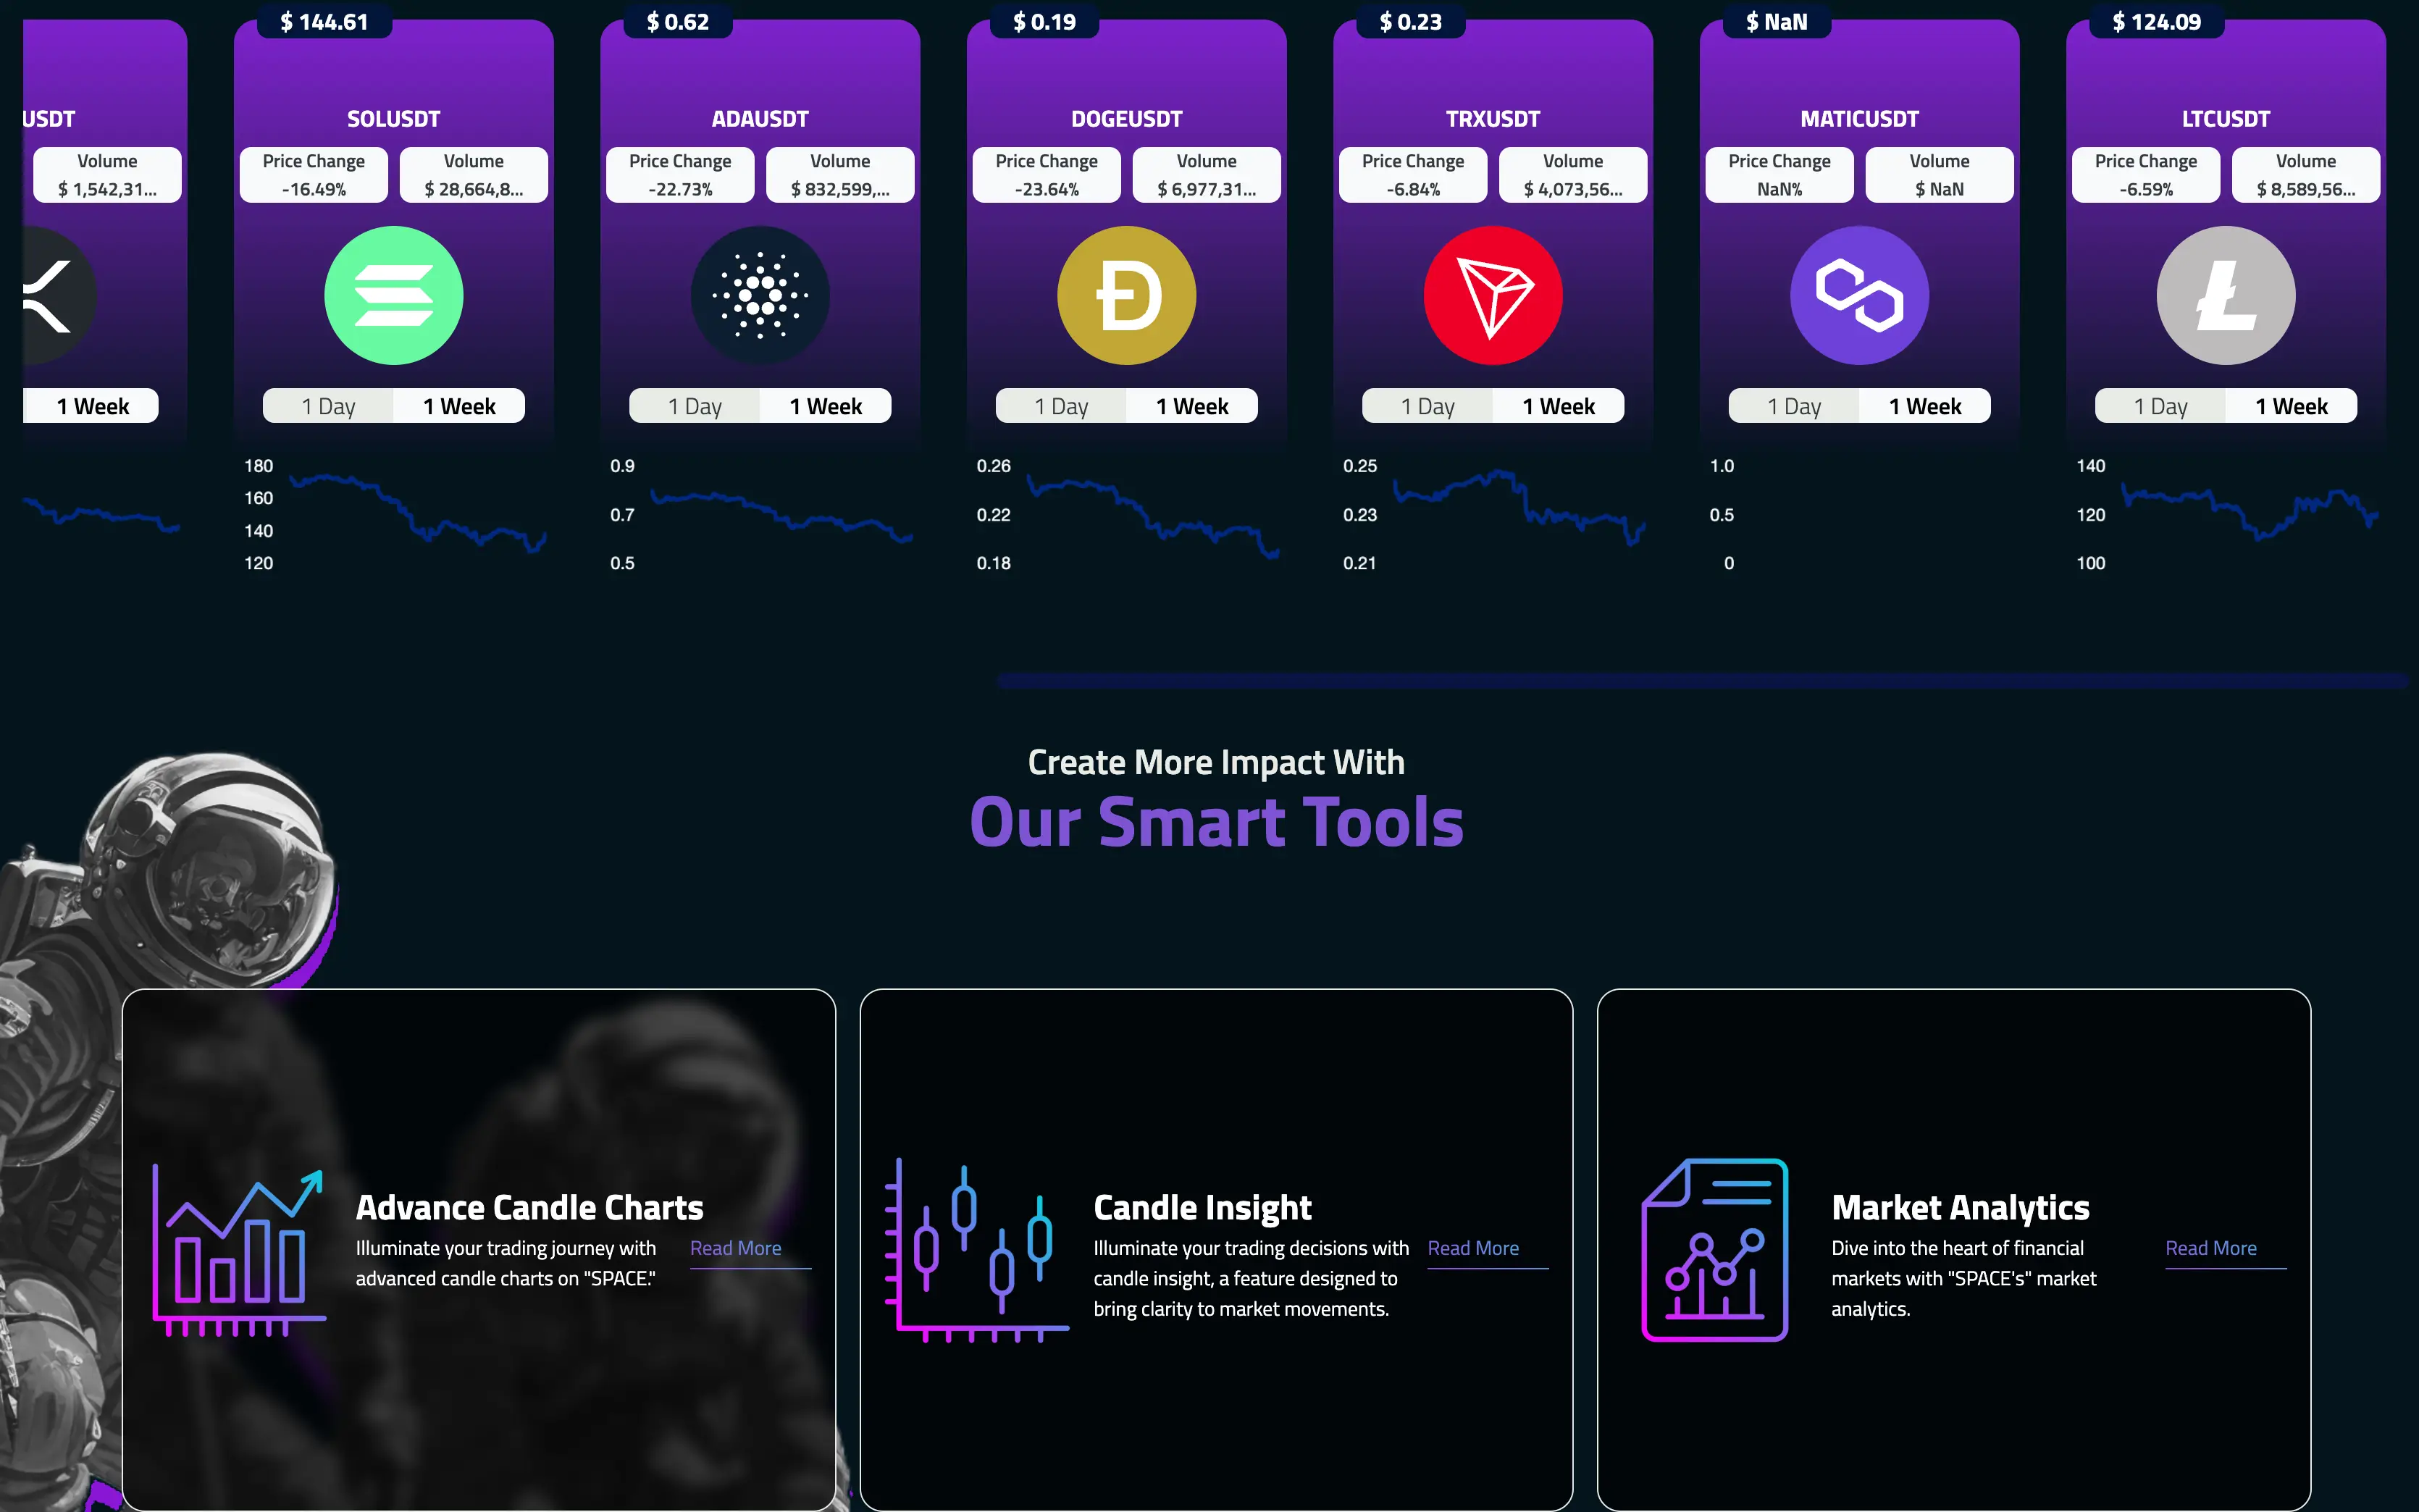 $ 144.61
$ 0.62
$ 0.19
$ 0.23
$ NaN
$ 124.09
USDT
SOLUSDT
ADAUSDT
DOGEUSDT
TRXUSDT
MATICUSDT
LTCUSDT
Volume
$ 1,542,31...
Price Change
-16.49%
Volume
$ 28,664,8...
Price Change
-22.73%
Volume
$ 832,599,...
Price Change
-23.64%
Volume
$ 6,977,31...
Price Change
-6.84%
Volume
$ 4,073,56...
Price Change
NaN%
Volume
$ NaN
Price Change
-6.59%
Volume
$ 8,589,56...
1 Week
1 Day 1 Week
1 Day 1 Week
1 Day 1 Week
1 Day 1 Week
1 Day 1 Week
1 Day 1 Week
180
160
140
120
0.9
0.7
0.5
0.26
0.22
0.18
0.25
0.23
0.21
1.0
0.5
0
140
120
100
Create More Impact With
Our Smart Tools
Advance Candle Charts
Illuminate your trading journey with
advanced candle charts on "SPACE."
Read More
Candle Insight
Illuminate your trading decisions with
candle insight, a feature designed to
bring clarity to market movements.
Read More
Market Analytics
Dive into the heart of financial
markets with "SPACE's" market
analytics.
Read More